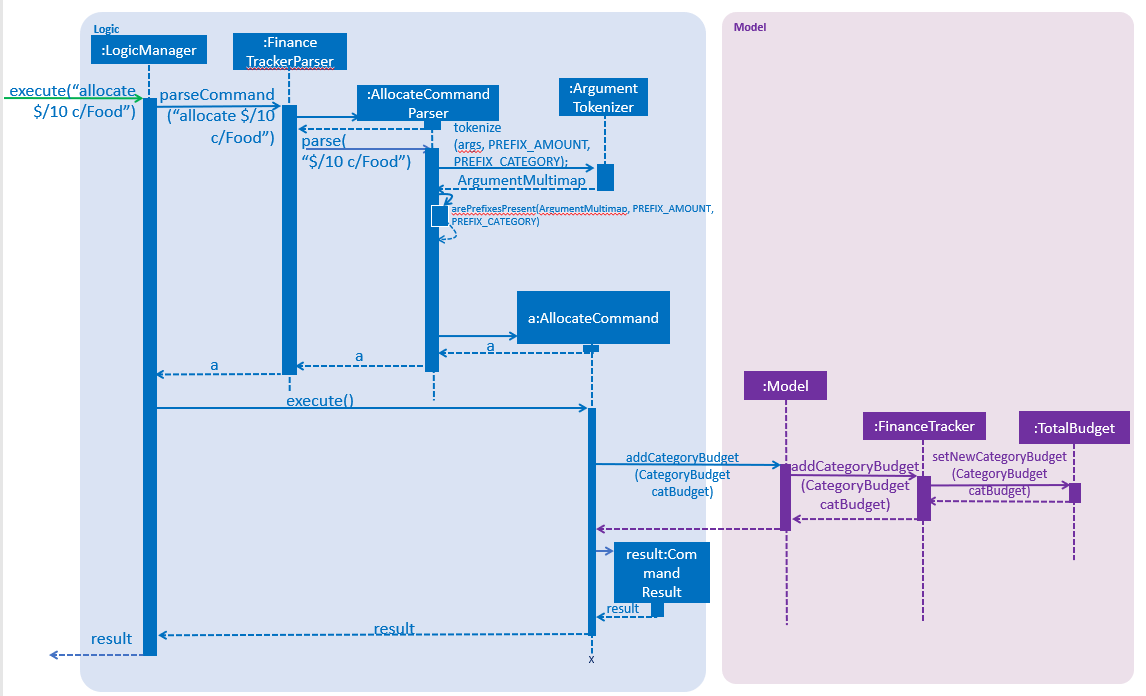 Logic
Model
:LogicManager
:Finance
TrackerParser
:AllocateCommand
Parser
:Argument
Tokenizer
execute(“allocate
$/10 c/Food”)
parseCommand
(“allocate $/10
c/Food”)
parse(
“$/10 c/Food”)
tokenize
(args, PREFIX_AMOUNT,
PREFIX_CATEGORY);
ArgumentMultimap
arePrefixesPresent(ArgumentMultimap, PREFIX_AMOUNT,
PREFIX_CATEGORY)
a:AllocateCommand
a
a
a
execute()
:Model
:FinanceTracker
:TotalBudget
addCategoryBudget
(CategoryBudget
catBudget)
addCategoryBudget
(CategoryBudget
catBudget)
setNewCategoryBudget
(CategoryBudget
catBudget)
result:Com
mand
Result
result
result
result
x